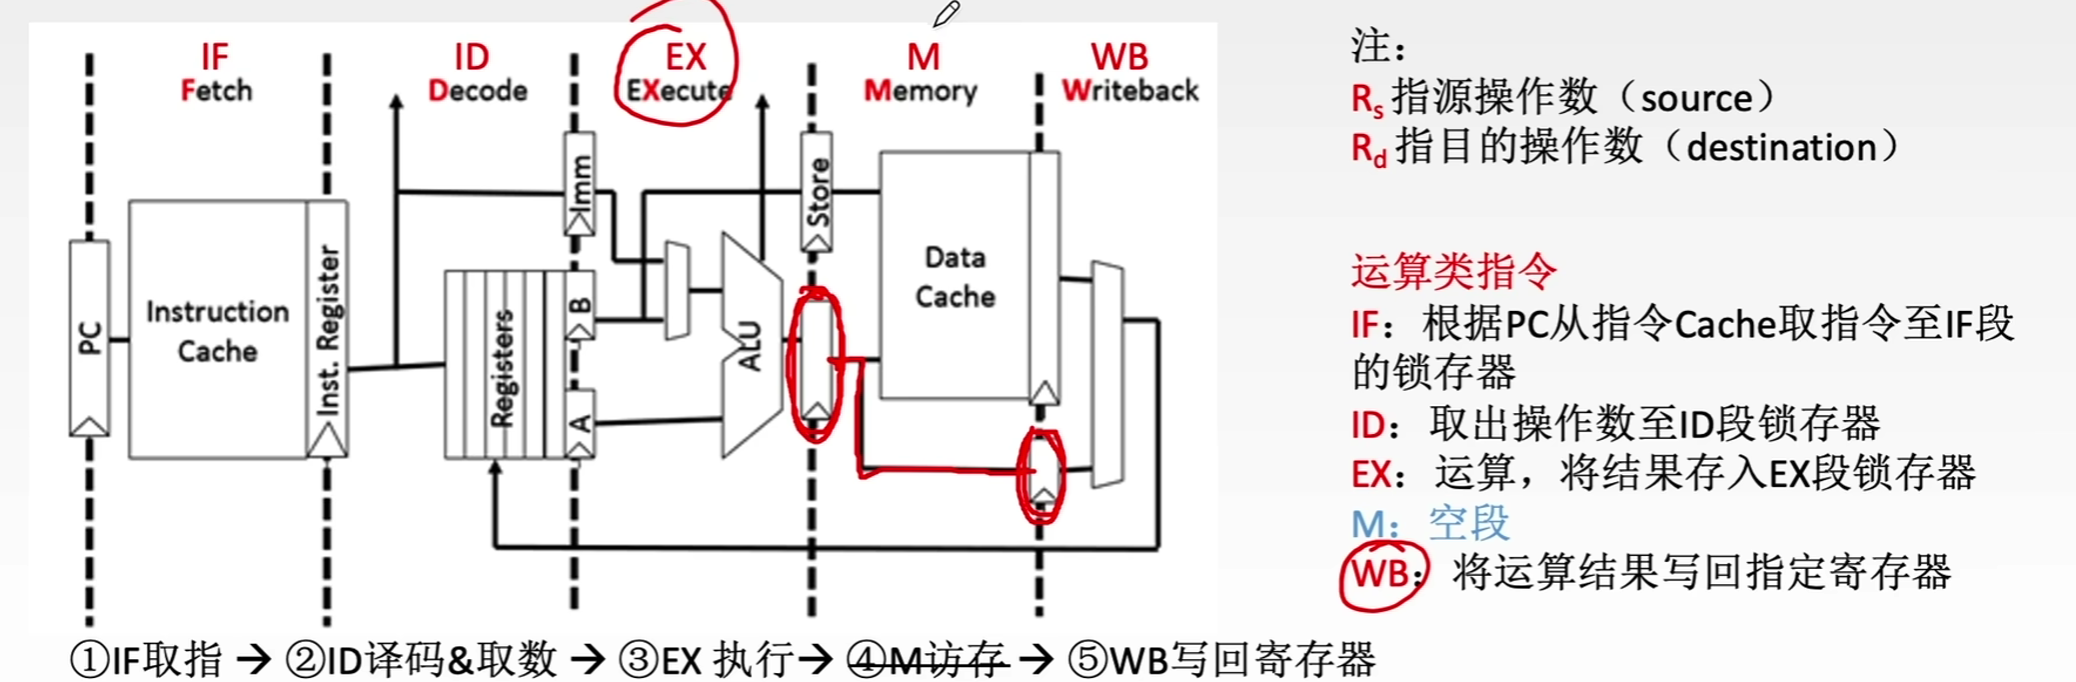 IF
Fetch
ID
Decode
EX
EXecute
M
Memory
WB
Writeback
PC
Instruction
Cache
Inst. Register
Registers
Imm
B
A
ALU
Store
Data
Cache
注：
Rs指源操作数（source）
Rd指目的操作数（destination）
运算类指令
IF：根据PC从指令Cache取指令至IF段
的锁存器
ID：取出操作数至ID段锁存器
EX：运算，将结果存入EX段锁存器
M：空段
WB：将运算结果写回指定寄存器
①IF取指 → ②ID译码&取数 → ③EX 执行→ ④M访存 → ⑤WB写回寄存器